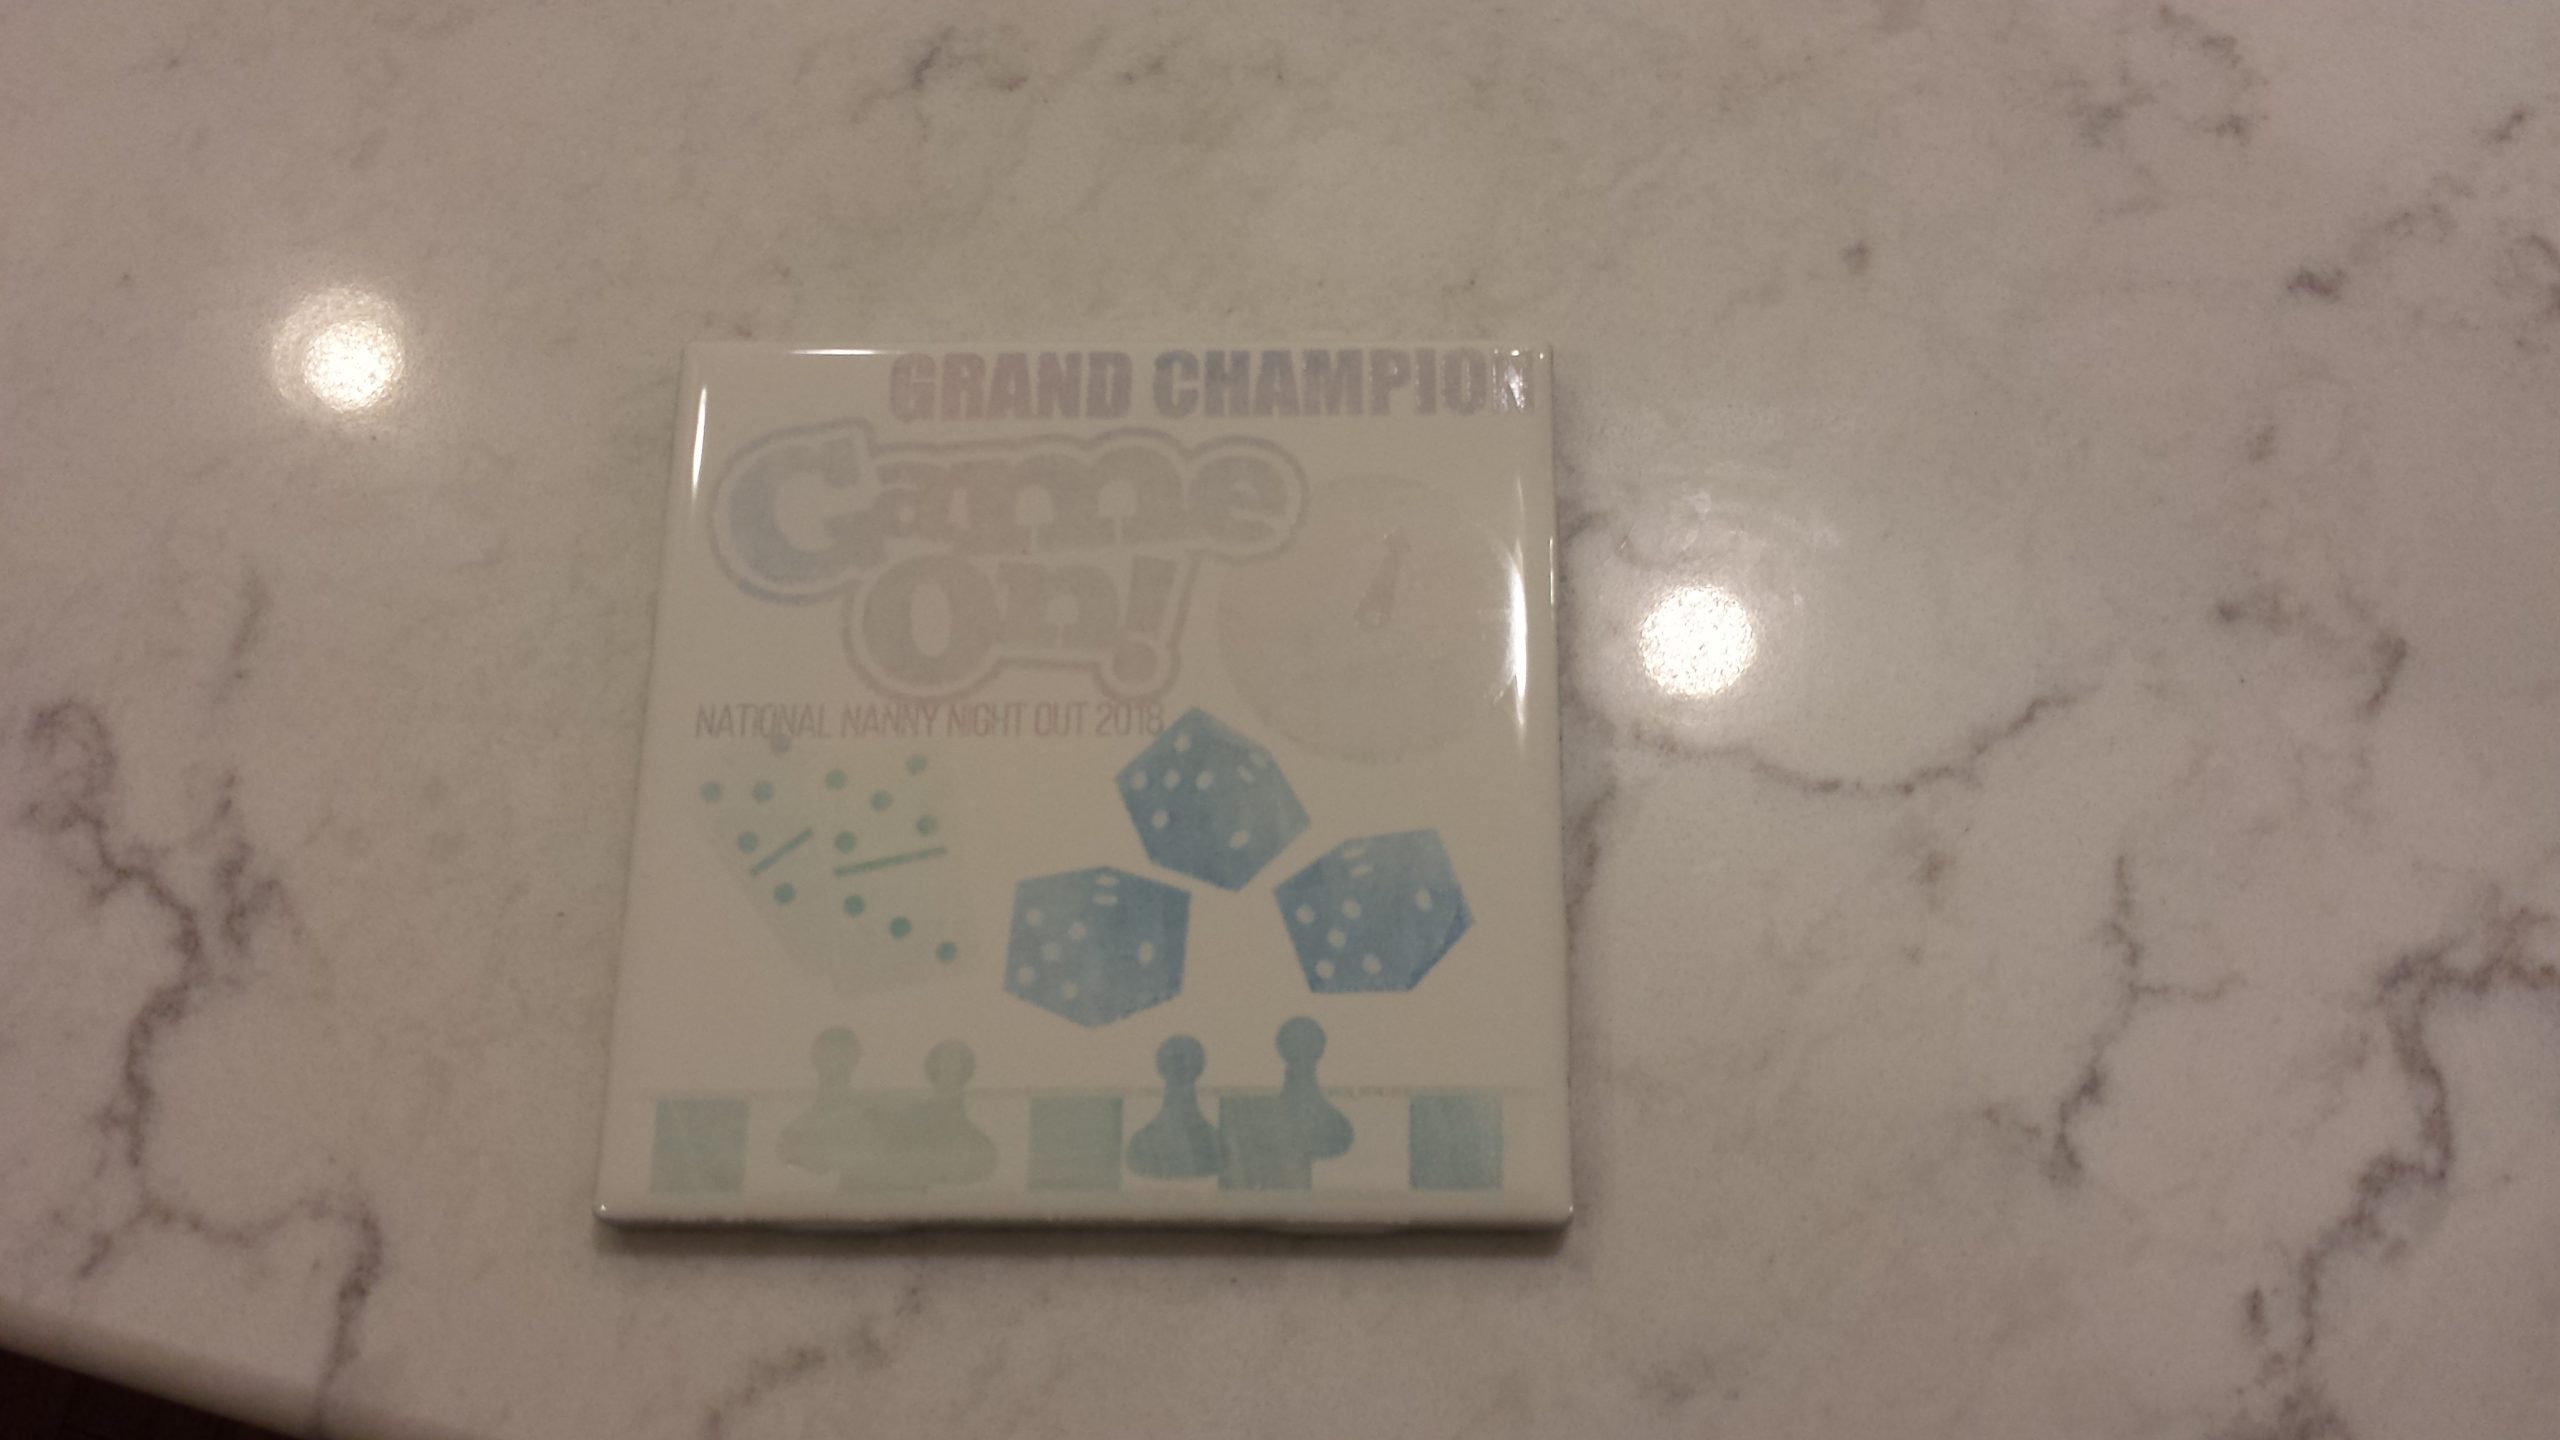 GRAND CHAMPION
Game
On!
NATIONAL NANNY NIGHT OUT 2018